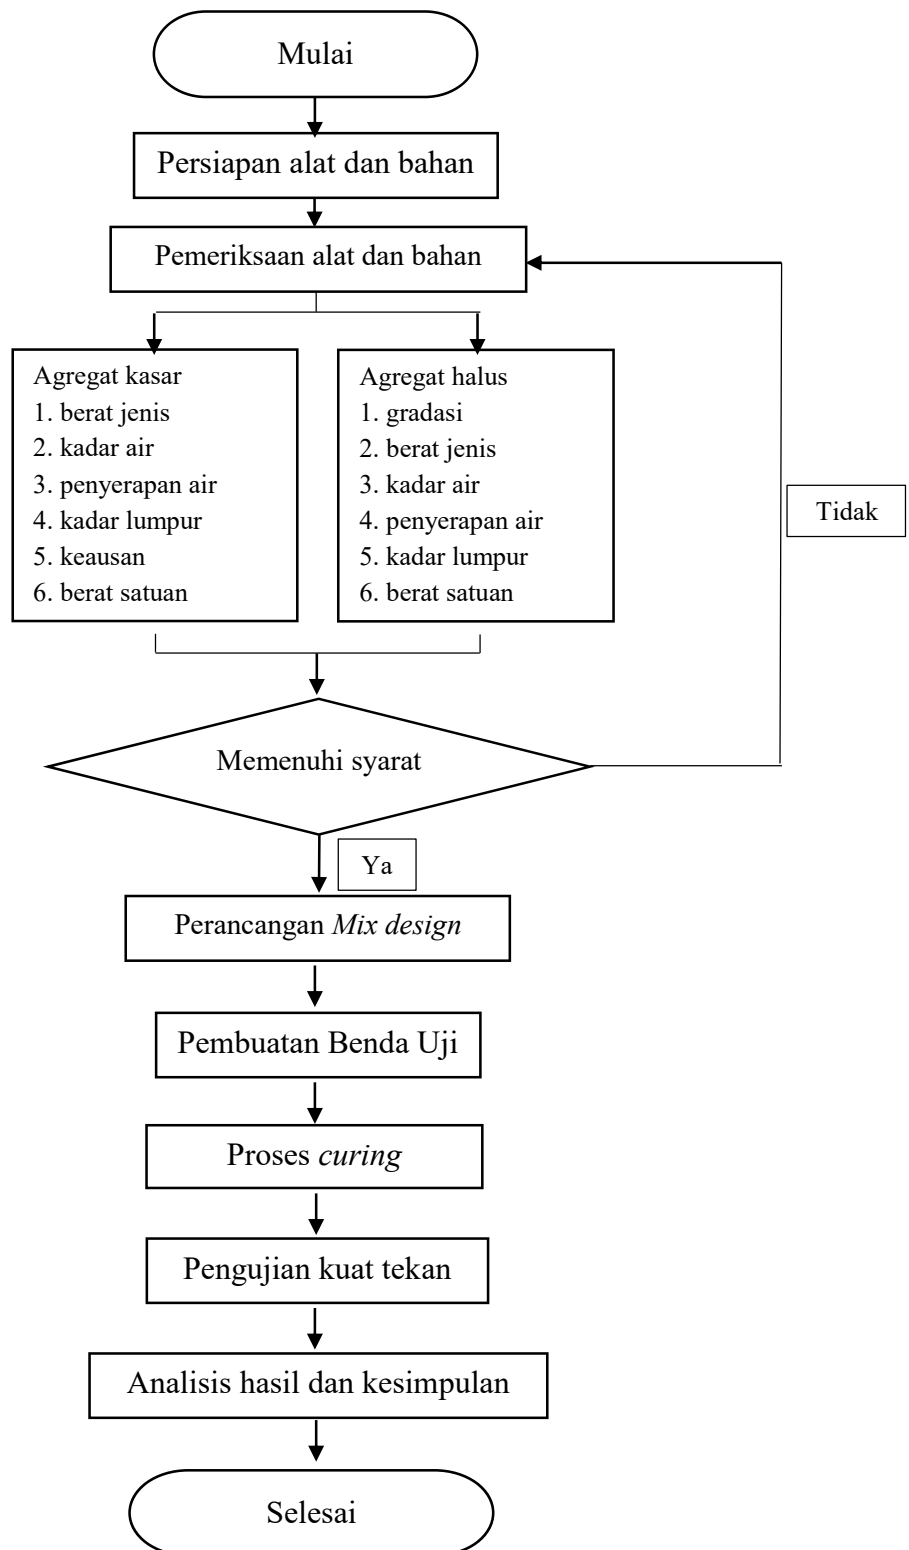 Mulai
Persiapan alat dan bahan
Pemeriksaan alat dan bahan
Agregat kasar
1. berat jenis
2. kadar air
3. penyerapan air
4. kadar lumpur
5. keausan
6. berat satuan
Agregat halus
1. gradasi
2. berat jenis
3. kadar air
4. penyerapan air
5. kadar lumpur
6. berat satuan
Tidak
Memenuhi syarat
Ya
Perancangan Mix design
Pembuatan Benda Uji
Proses curing
Pengujian kuat tekan
Analisis hasil dan kesimpulan
Selesai